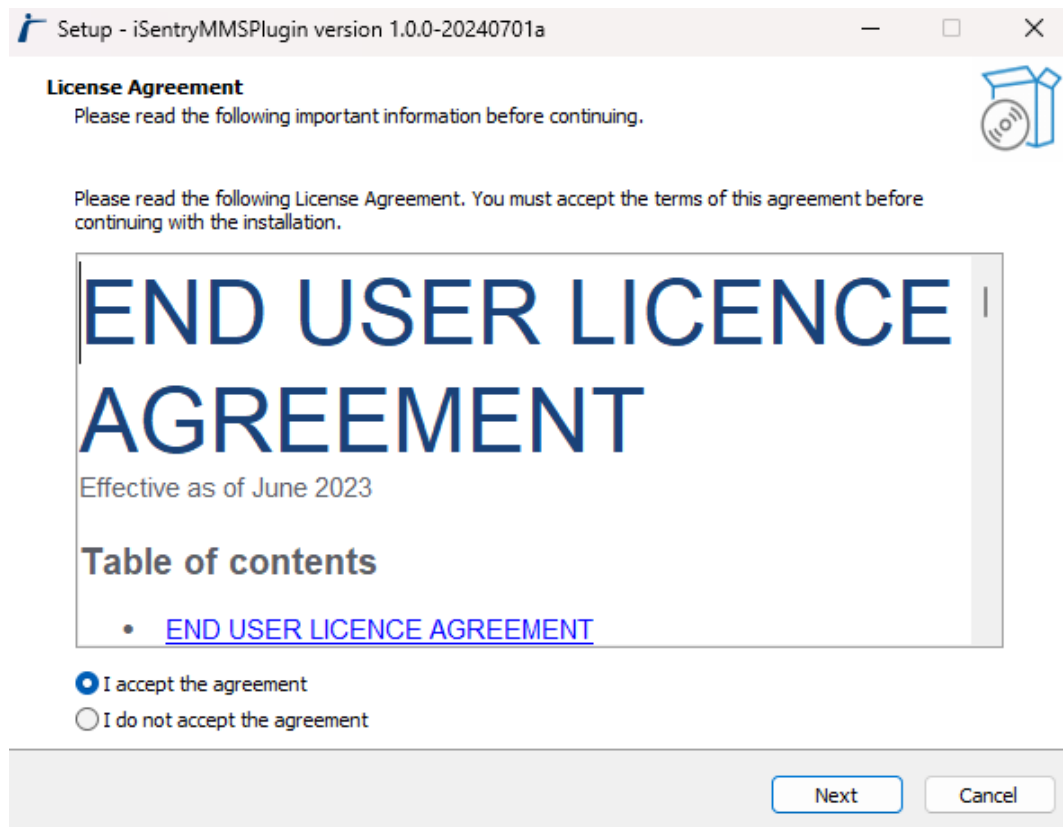 Setup - iSentryMMSPlugin version 1.0.0-20240701a
License Agreement
Please read the following important information before continuing.
Please read the following License Agreement. You must accept the terms of this agreement before
continuing with the installation.
END USER LICENCE
AGREEMENT
Effective as of June 2023
Table of contents
• END USER LICENCE AGREEMENT
I accept the agreement
I do not accept the agreement
Next
Cancel